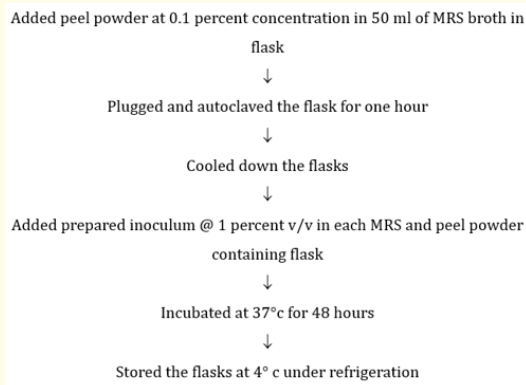 Added peel powder at 0.1 percent concentration in 50 ml of MRS broth in
flask
↓
Plugged and autoclaved the flask for one hour
↓
Cooled down the flasks
↓
Added prepared inoculum @ 1 percent v/v in each MRS and peel powder
containing flask
↓
Incubated at 37°c for 48 hours
↓
Stored the flasks at 4° c under refrigeration